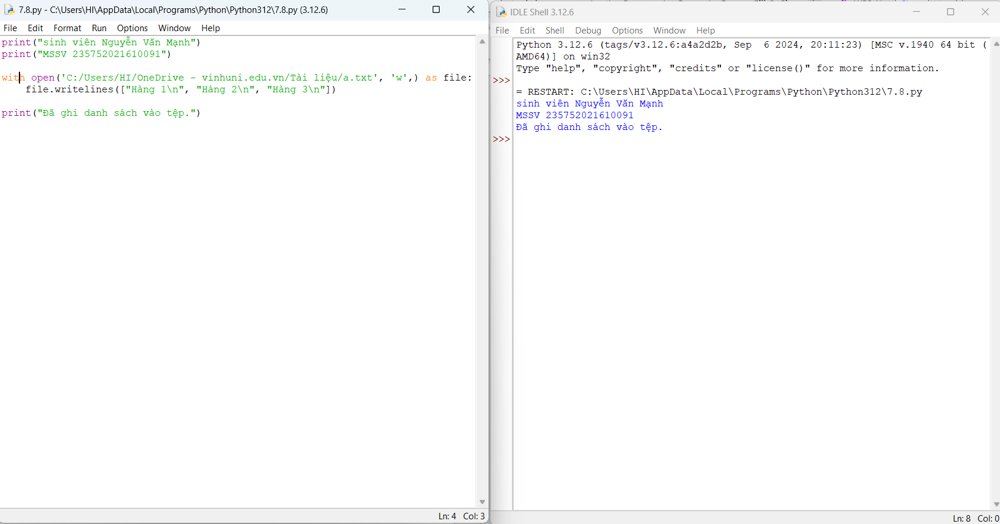 7.8.py - C:\Users\HI\AppData\Local\Programs\Python\Python312\7.8.py (3.12.6)
File Edit Format Run Options Window Help
print("sinh viên Nguyễn Văn Mạnh")
print("MSSV 235752021610091")
with open('C:/Users/HI/OneDrive - vinhuni.edu.vn/Tài liệu/a.txt', 'w',) as file:
    file.writelines(["Hàng 1\n", "Hàng 2\n", "Hàng 3\n"])
print("Đã ghi danh sách vào tệp.")
Ln: 4 Col: 3
IDLE Shell 3.12.6
File Edit Shell Debug Options Window Help
Python 3.12.6 (tags/v3.12.6:a4a2d2b, Sep  6 2024, 20:11:23) [MSC v.1940 64 bit (
AMD64)] on win32
Type "help", "copyright", "credits" or "license()" for more information.
>>>
= RESTART: C:\Users\HI\AppData\Local\Programs\Python\Python312\7.8.py
sinh viên Nguyễn Văn Mạnh
MSSV 235752021610091
Đã ghi danh sách vào tệp.
>>>
Ln: 8 Col: 0